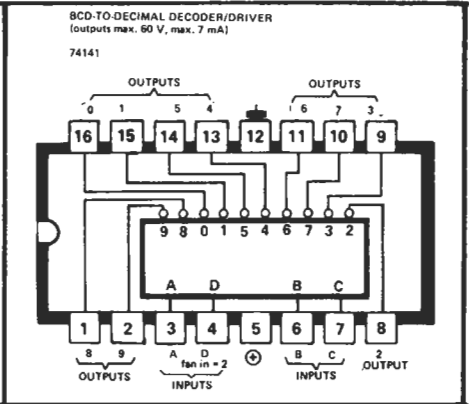 BCD-TO-DECIMAL DECODER/DRIVER
(outputs max. 60 V, max. 7 mA)
74141
OUTPUTS OUTPUTS
0 1 5 4 6 7 3
16 15 14 13 12 11 10 9
9 8 0 1 5 4 6 7 3 2
A D B C
1 2 3 4 5 6 7 8
8 9 A D B C 2
fan in = 2 OUTPUT
OUTPUTS INPUTS INPUTS